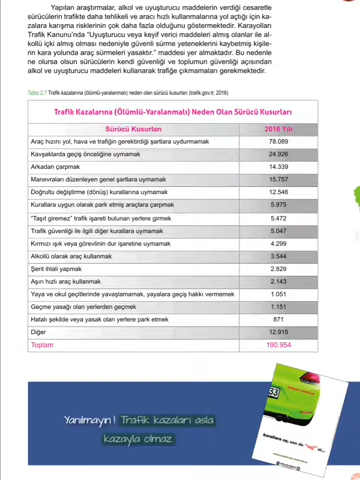 Yapılan araştırmalar, alkol ve uyuşturucu maddelerin verdiği cesaretle
sürücülerin trafikte daha tehlikeli ve aracı hızlı kullanmalarına yol açtığı için ka-
zalara karışma risklerinin çok daha fazla olduğunu göstermektedir. Karayolları
Trafik Kanunu'nda “Uyuşturucu veya keyif verici maddeleri almış olanlar ile al-
kollü içki almış olması nedeniyle güvenli sürme yeteneklerini kaybetmiş kişile-
rin kara yolunda araç sürmeleri yasaktır.” maddesi yer almaktadır. Bu nedenle
ne olursa olsun sürücülerin kendi güvenliği ve toplumun güvenliği açısından
alkol ve uyuşturucu maddeleri kullanarak trafiğe çıkmamaları gerekmektedir.
Tablo 2.7 Trafik kazalarına (ölümlü-yaralanmalı) neden olan sürücü kusurları (trafik.gov.tr, 2016)
Trafik Kazalarına (Ölümlü-Yaralanmalı) Neden Olan Sürücü Kusurları
Sürücü Kusurları 2016 Yılı
Araç hızını yol, hava ve trafiğin gerektirdiği şartlara uydurmamak 78.089
Kavşaklarda geçiş önceliğine uymamak 24.926
Arkadan çarpmak 14.339
Manevraları düzenleyen genel şartlara uymamak 15.757
Doğrultu değiştirme (dönüş) kurallarına uymamak 12.546
Kurallara uygun olarak park etmiş araçlara çarpmak 5.975
“Taşıt giremez” trafik işareti bulunan yerlere girmek 5.472
Trafik güvenliği ile ilgili diğer kurallara uymamak 5.047
Kırmızı ışık veya görevlinin dur işaretine uymamak 4.299
Alkollü olarak araç kullanmak 3.544
Şerit ihlali yapmak 2.829
Aşırı hızlı araç kullanmak 2.143
Yaya ve okul geçitlerinde yavaşlamamak, yayalara geçiş hakkı vermemek 1.051
Geçme yasağı olan yerlerden geçmek 1.151
Hatalı şekilde veya yasak olan yerlere park etmek 871
Diğer 12.915
Toplam 190.954
Yanılmayın! Trafik kazaları asla
kazayla olmaz.
33